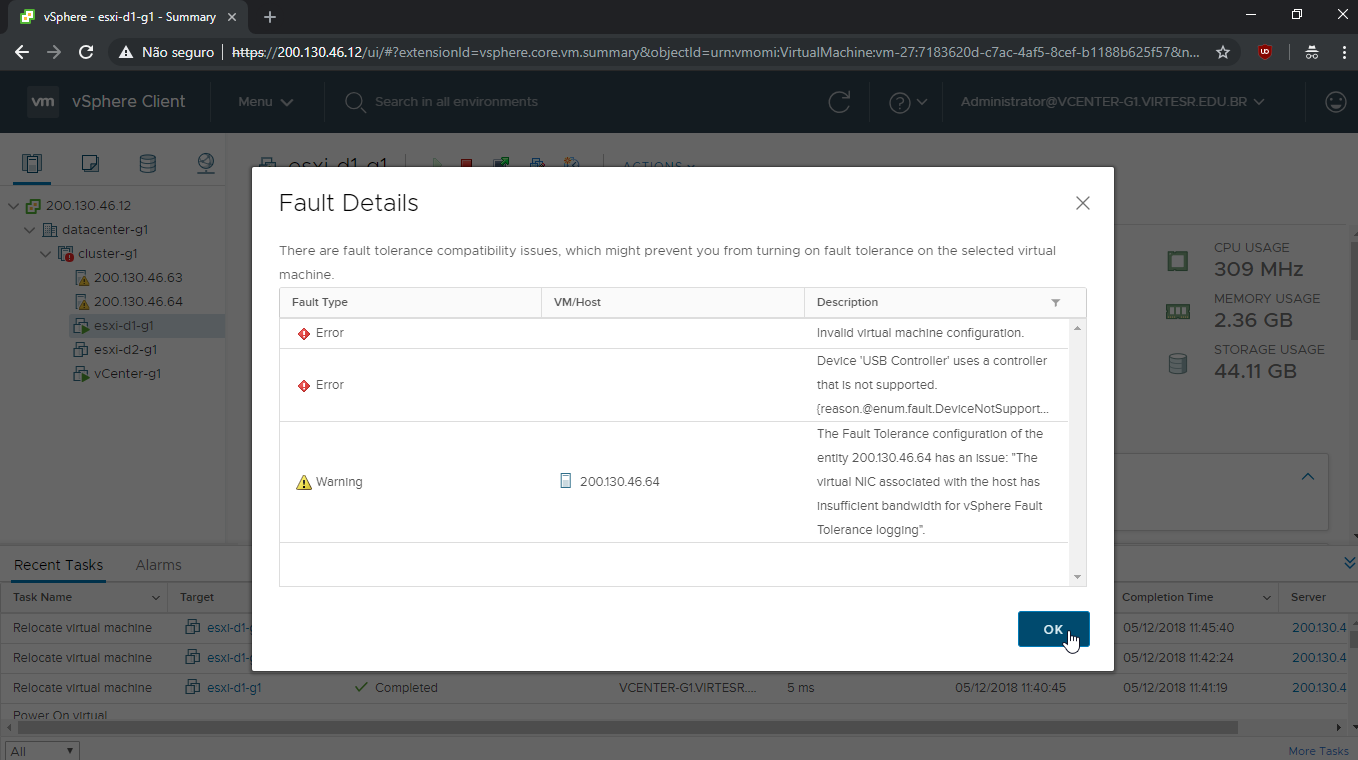 vSphere - esxi-d1-g1 - Summary
Não seguro
https://200.130.46.12/ui/#?extensionId=vsphere.core.vm.summary&objectId=urn:vmomi:VirtualMachine:vm-27:7183620d-c7ac-4af5-8cef-b1188b625f57&n...
vm vSphere Client Menu Search in all environments Administrator@VCENTER-G1.VIRTESR.EDU.BR
esxi-d1-g1 ACTIONS
200.130.46.12
datacenter-g1
cluster-g1
200.130.46.63
200.130.46.64
esxi-d1-g1
esxi-d2-g1
vCenter-g1
Fault Details
There are fault tolerance compatibility issues, which might prevent you from turning on fault tolerance on the selected virtual
machine.
Fault Type VM/Host Description
Error Invalid virtual machine configuration.
Error
Device 'USB Controller' uses a controller
that is not supported.
(reason.@enum.fault.DeviceNotSupport...
Warning 200.130.46.64
The Fault Tolerance configuration of the
entity 200.130.46.64 has an issue: "The
virtual NIC associated with the host has
insufficient bandwidth for vSphere Fault
Tolerance logging".
OK
CPU USAGE
309 MHz
MEMORY USAGE
2.36 GB
STORAGE USAGE
44.11 GB
Recent Tasks Alarms
Task Name Target Completion Time Server
Relocate virtual machine esxi-d1- 05/12/2018 11:45:40 200.130.4
Relocate virtual machine esxi-d1- 05/12/2018 11:42:24 200.130.4
Relocate virtual machine esxi-d1-g1 Completed VCENTER-G1.VIRTESR.... 5 ms 05/12/2018 11:40:45 05/12/2018 11:41:19 200.130.4
Power On virtual
All
More Tasks